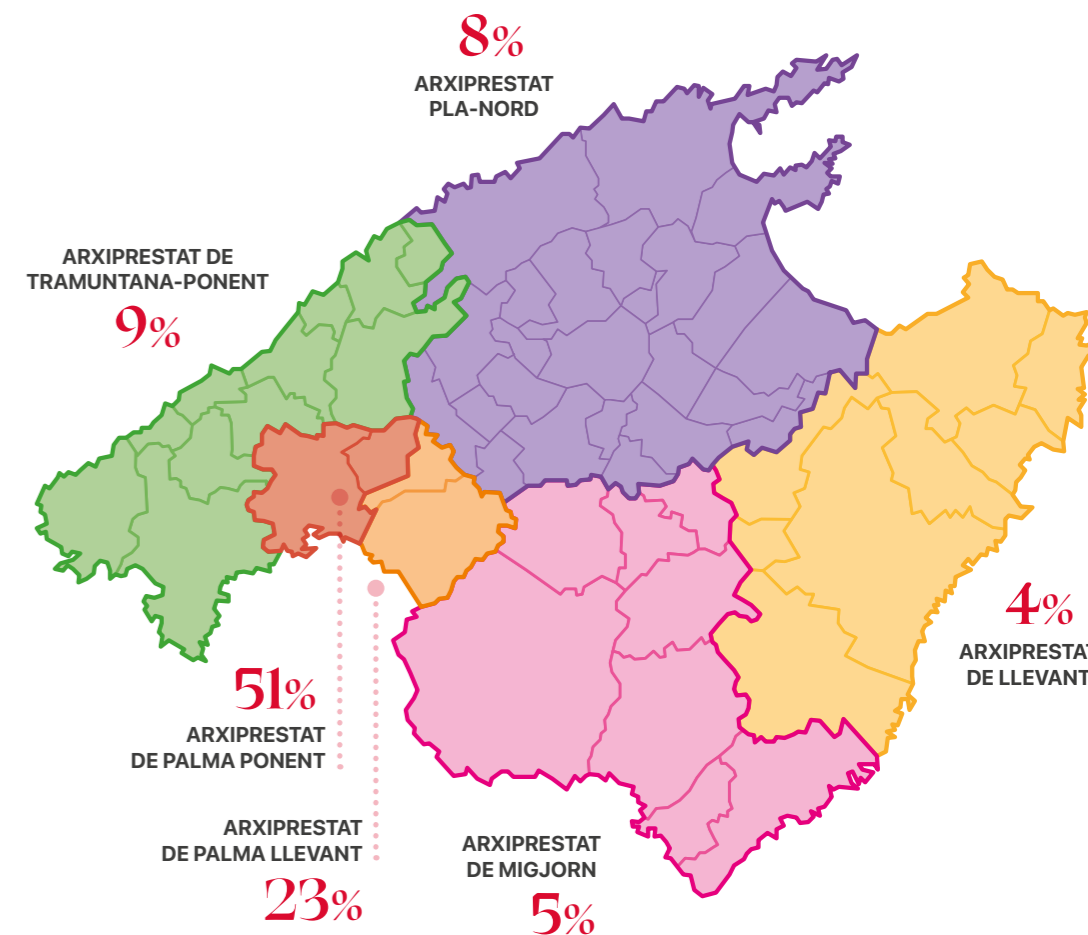 8%
ARXIPRESTAT
PLA-NORD
ARXIPRESTAT DE
TRAMUNTANA-PONENT
9%
4%
ARXIPRESTAT
DE LLEVANT
51%
ARXIPRESTAT
DE PALMA PONENT
ARXIPRESTAT
DE PALMA LLEVANT
23%
ARXIPRESTAT
DE MIGJORN
5%